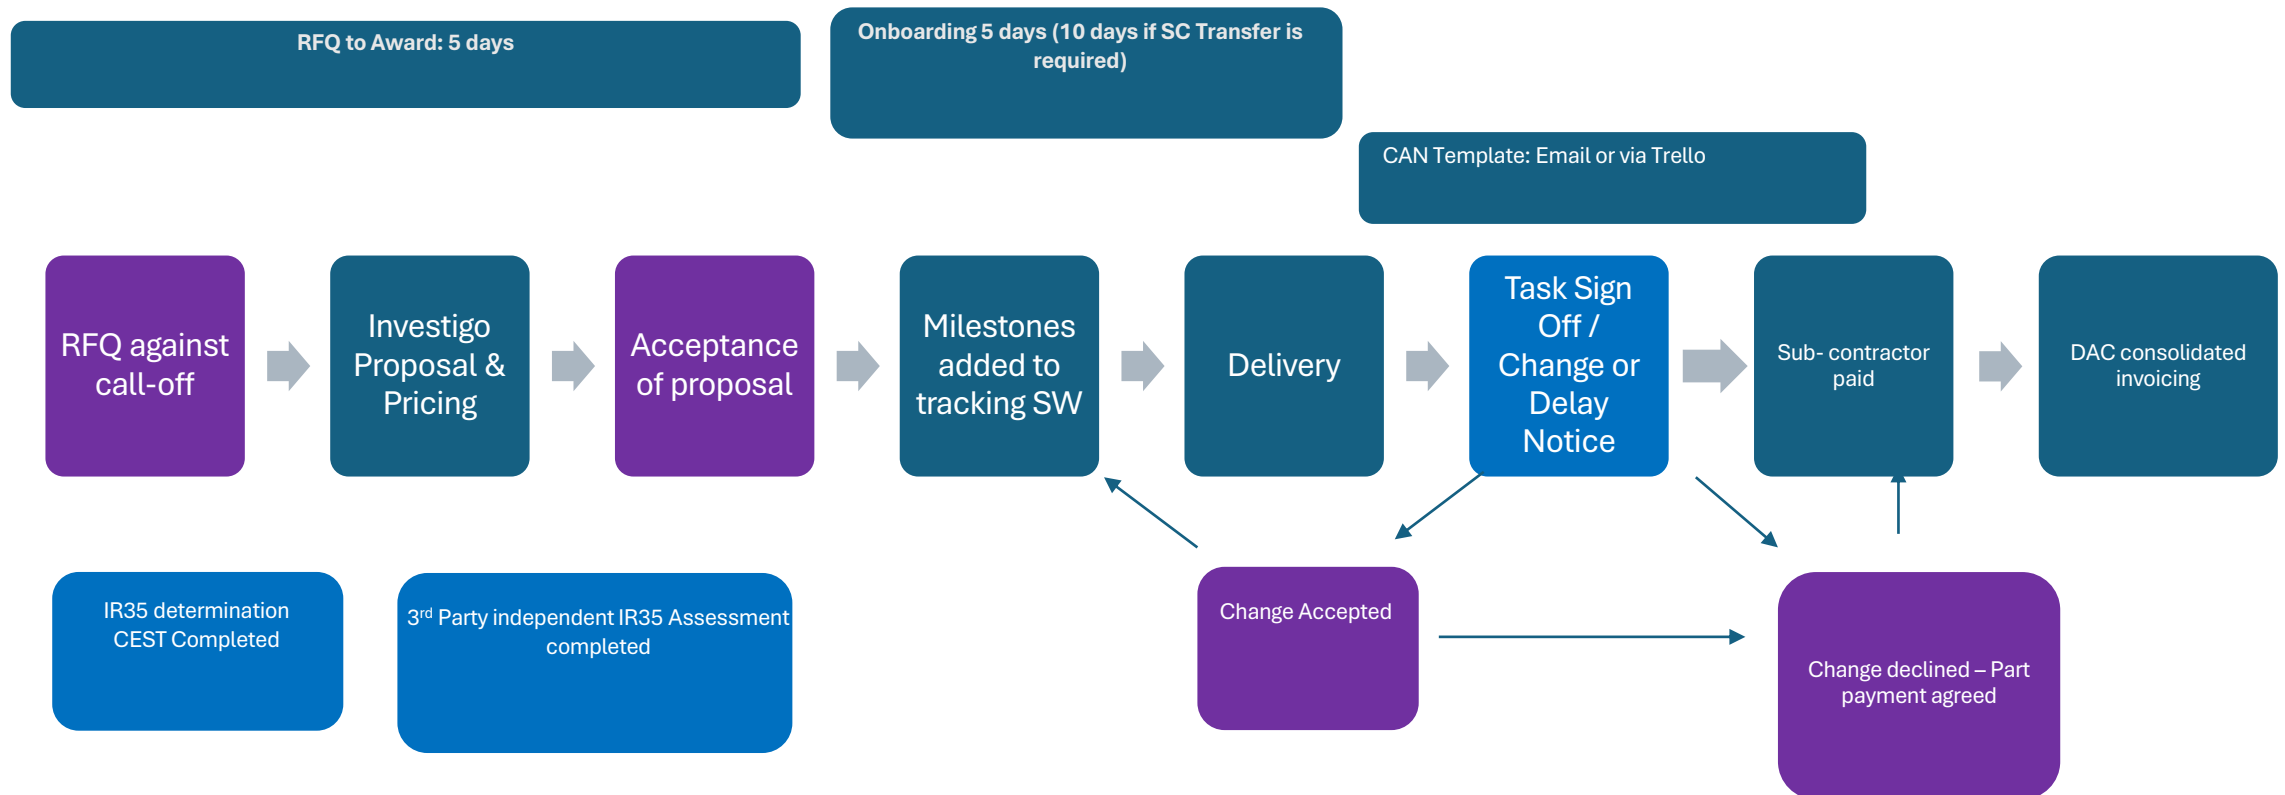 RFQ to Award: 5 days
Onboarding 5 days (10 days if SC Transfer is
required)
CAN Template: Email or via Trello
RFQ against
call-off
Investigo
Proposal &
Pricing
Acceptance
of proposal
Milestones
added to
tracking SW
Delivery
Task Sign
Off /
Change or
Delay
Notice
Sub- contractor
paid
DAC consolidated
invoicing
IR35 determination
CEST Completed
3rd Party independent IR35 Assessment
completed
Change Accepted
Change declined – Part
payment agreed